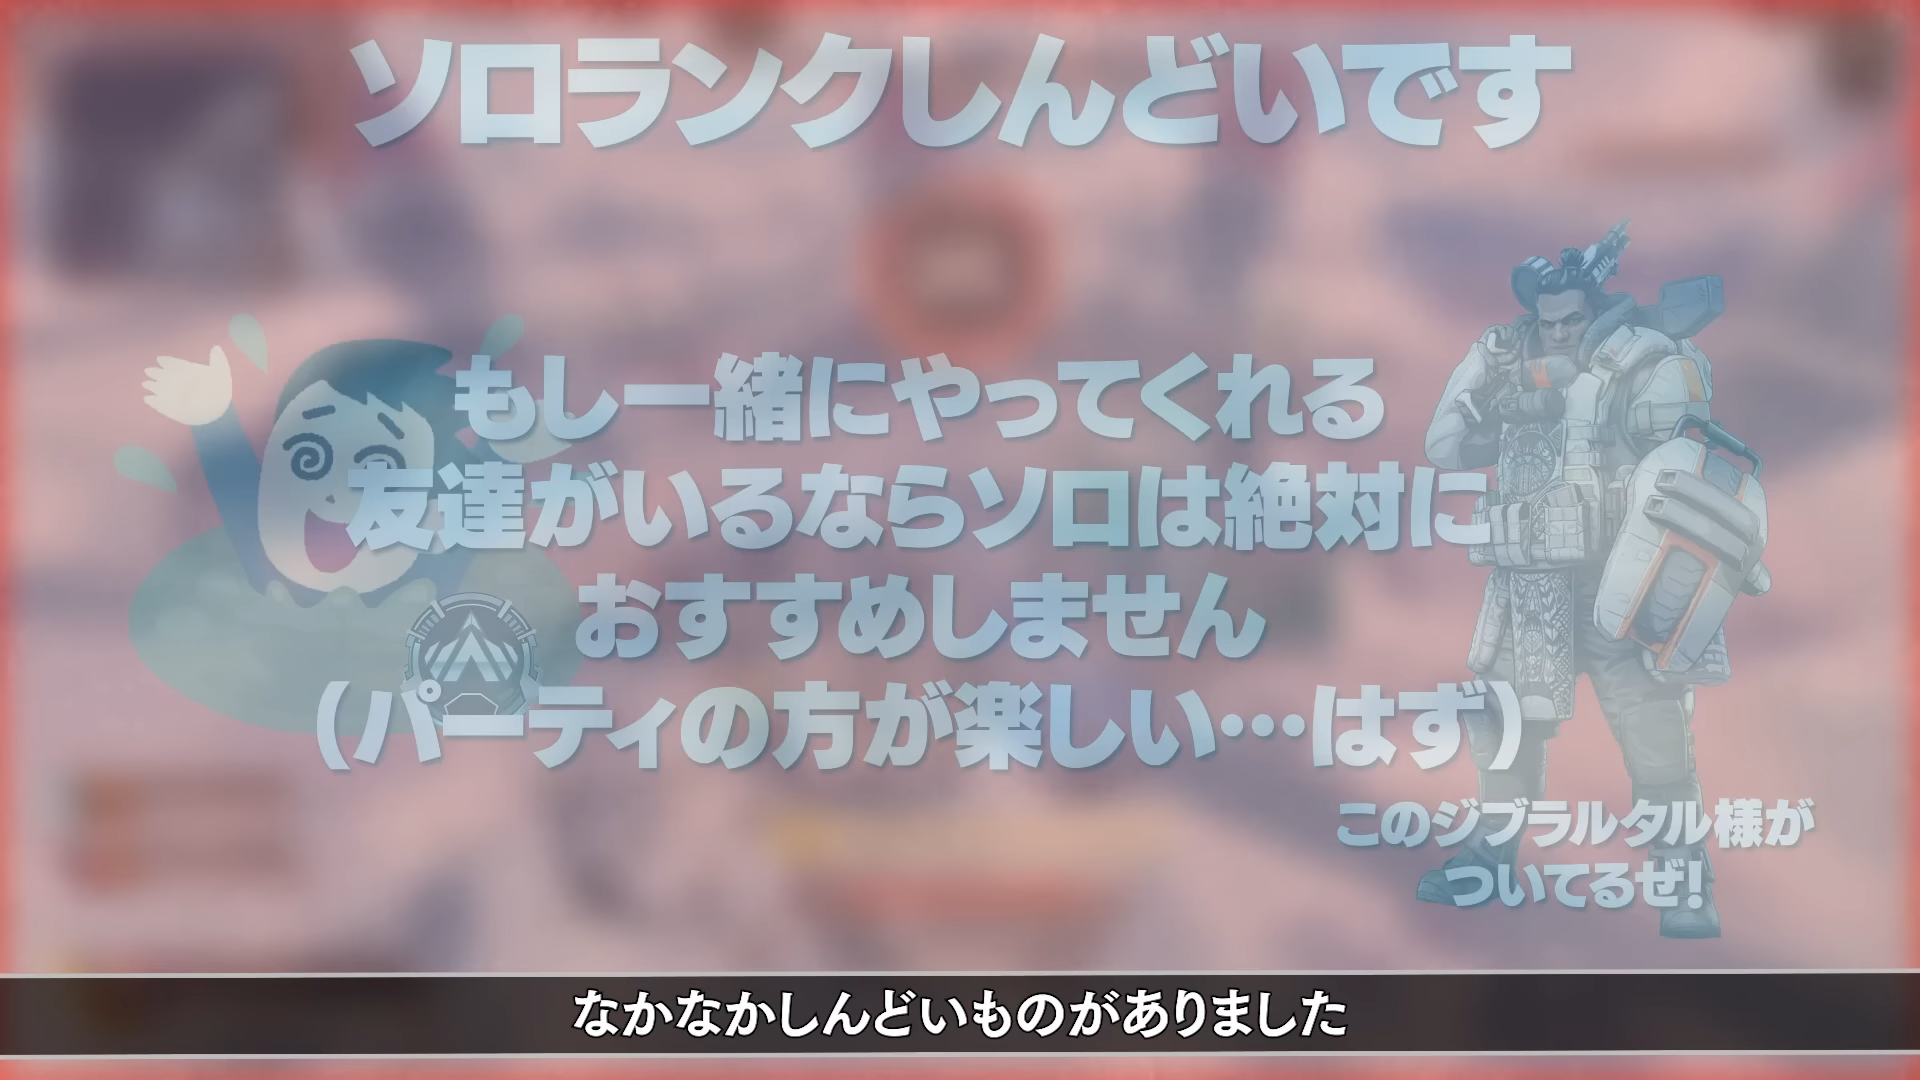 ソロランクしんどいです
もし一緒にやってくれる
友達がいるならソロは絶対に
おすすめしません
（パーティの方が楽しい…はず）
このジブラルタル様が
ついてるぜ！
なかなかしんどいものがありました